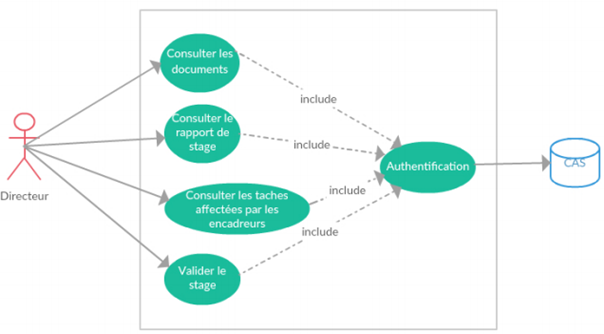 Consulter les
documents
include
Consulter le
rapport de
stage
include
Authentification
CAS
Directeur
Consulter les taches
affectées par les
encadreurs
include
include
Valider le
stage